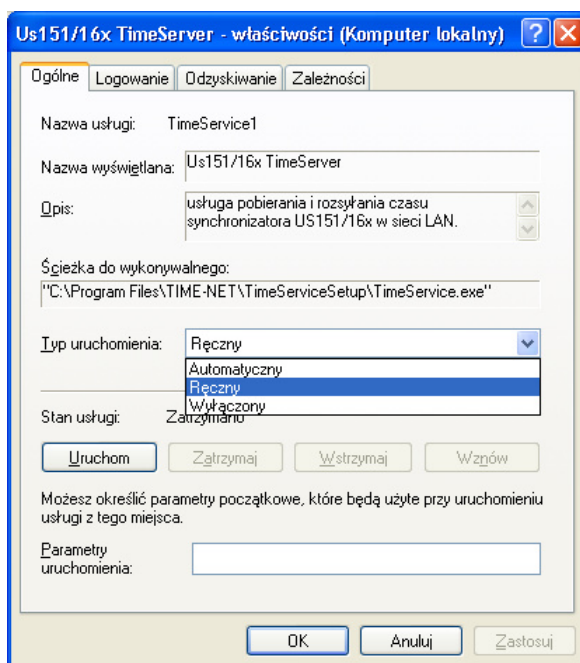 Us151/16x TimeServer - właściwości (Komputer lokalny)
Ogólne Logowanie Odzyskiwanie Zależności
Nazwa usługi: TimeService1
Nazwa wyświetlana: Us151/16x TimeServer
Opis: usługa pobierania i rozsyłania czasu
synchronizatora US151/16x w sieci LAN.
Ścieżka do wykonywalnego:
"C:\Program Files\TIME-NET\TimeServiceSetup\TimeService.exe"
Typ uruchomienia: Ręczny
Automatyczny
Ręczny
Wyłączony
Stan usługi: Zatrzymano
Uruchom Zatrzymaj Wstrzymaj Wznów
Możesz określić parametry początkowe, które będą użyte przy uruchomieniu
usługi z tego miejsca.
Parametry
uruchomienia:
OK Anuluj Zastosuj